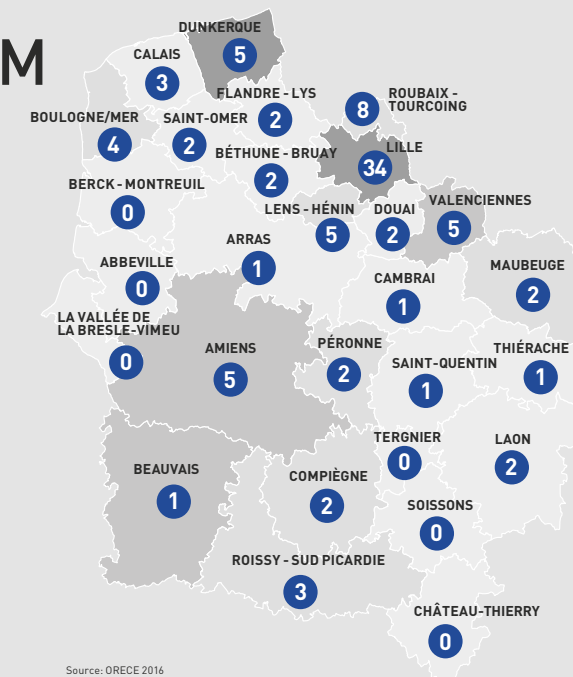 M
DUNKERQUE
5
CALAIS
3
FLANDRE - LYS
2
ROUBAIX -
TOURCOING
8
BOULOGNE/MER
4
SAINT-OMER
2
BÉTHUNE - BRUAY
2
LILLE
34
BERCK - MONTREUIL
0
LENS - HÉNIN
5
DOUAI
2
VALENCIENNES
5
ARRAS
1
ABBEVILLE
0
CAMBRAI
1
MAUBEUGE
2
LA VALLÉE DE
LA BRESLE-VIMEU
0
AMIENS
5
PÉRONNE
2
SAINT-QUENTIN
1
THIÉRACHE
1
TERGNIER
0
LAON
2
BEAUVAIS
1
COMPIÈGNE
2
SOISSONS
0
ROISSY - SUD PICARDIE
3
CHÂTEAU-THIERRY
0
Source: ORECE 2016